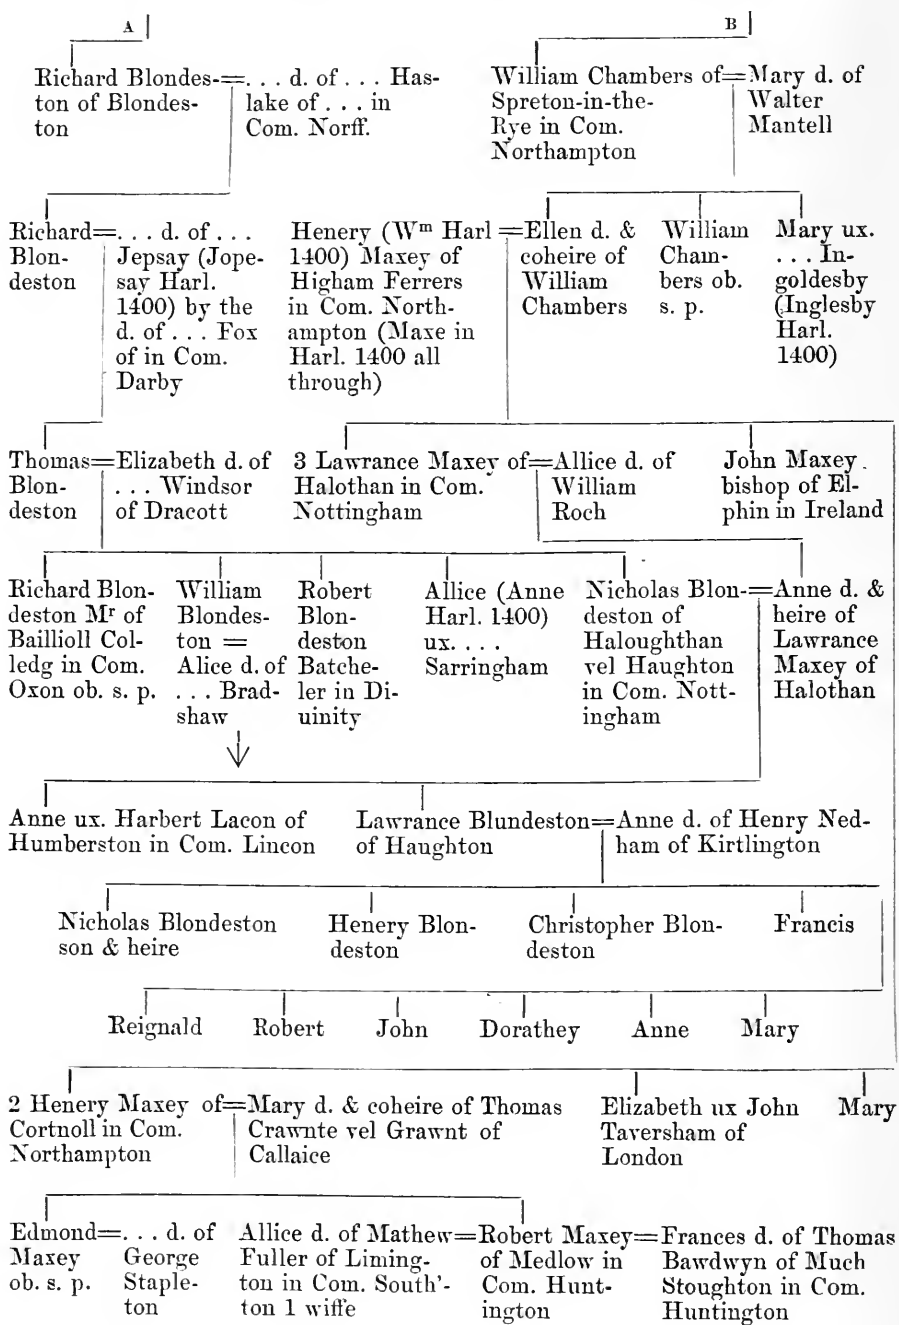 A B
Richard Blondes-=. . . d. of . . . Has-
ton of Blondes- lake of . . . in
ton Com. Norff.
William Chambers of=Mary d. of
Spreton-in-the- Walter
Rye in Com. Mantell
Northampton
Richard=. . . d. of . . .
Blon- Jepsay (Jope-
deston say Harl.
1400) by the
d. of . . . Fox
of in Com.
Darby
Henery (Wm Harl =Ellen d. &
1400) Maxey of coheire of
Higham Ferrers William
in Com. North- Chambers
ampton (Maxe in
Harl. 1400 all
through)
William
Cham-
bers ob.
s. p.
Mary ux.
. . . In-
goldesby
(Inglesby
Harl.
1400)
Thomas=Elizabeth d. of
Blon- . . . Windsor
deston of Dracott
3 Lawrance Maxey of=Allice d. of
Halothan in Com. William
Nottingham Roch
John Maxey
bishop of El-
phin in Ireland
Richard Blon-
deston Mr of
Baillioll Col-
ledg in Com.
Oxon ob. s. p.
William
Blondes-
ton =
Alice d. of
. . . Brad-
shaw
Robert
Blon-
deston
Batche-
ler in Di-
uinity
Allice (Anne
Harl. 1400)
ux. . . .
Sarringham
Nicholas Blon-=Anne d. &
deston of heire of
Haloughthan Lawrance
vel Haughton Maxey of
in Com. Nott- Halothan
ingham
Anne ux. Harbert Lacon of
Humberston in Com. Lincon
Lawrance Blundeston=Anne d. of Henry Ned-
of Haughton ham of Kirtlington
Nicholas Blondeston
son & heire
Henery Blon-
deston
Christopher Blon-
deston
Francis
Reignald Robert John Dorathey Anne Mary
2 Henery Maxey of=Mary d. & coheire of Thomas
Cortnoll in Com. Crawnte vel Grawnt of
Northampton Callaice
Elizabeth ux John
Taversham of
London
Mary
Edmond=. . . d. of
Maxey George
ob. s. p. Staple-
ton
Allice d. of Mathew=Robert Maxey=Frances d. of Thomas
Fuller of Liming- of Medlow in Bawdwyn of Much
ton in Com. South'- Com. Hunt- Stoughton in Com.
ton 1 wiffe ington Huntington